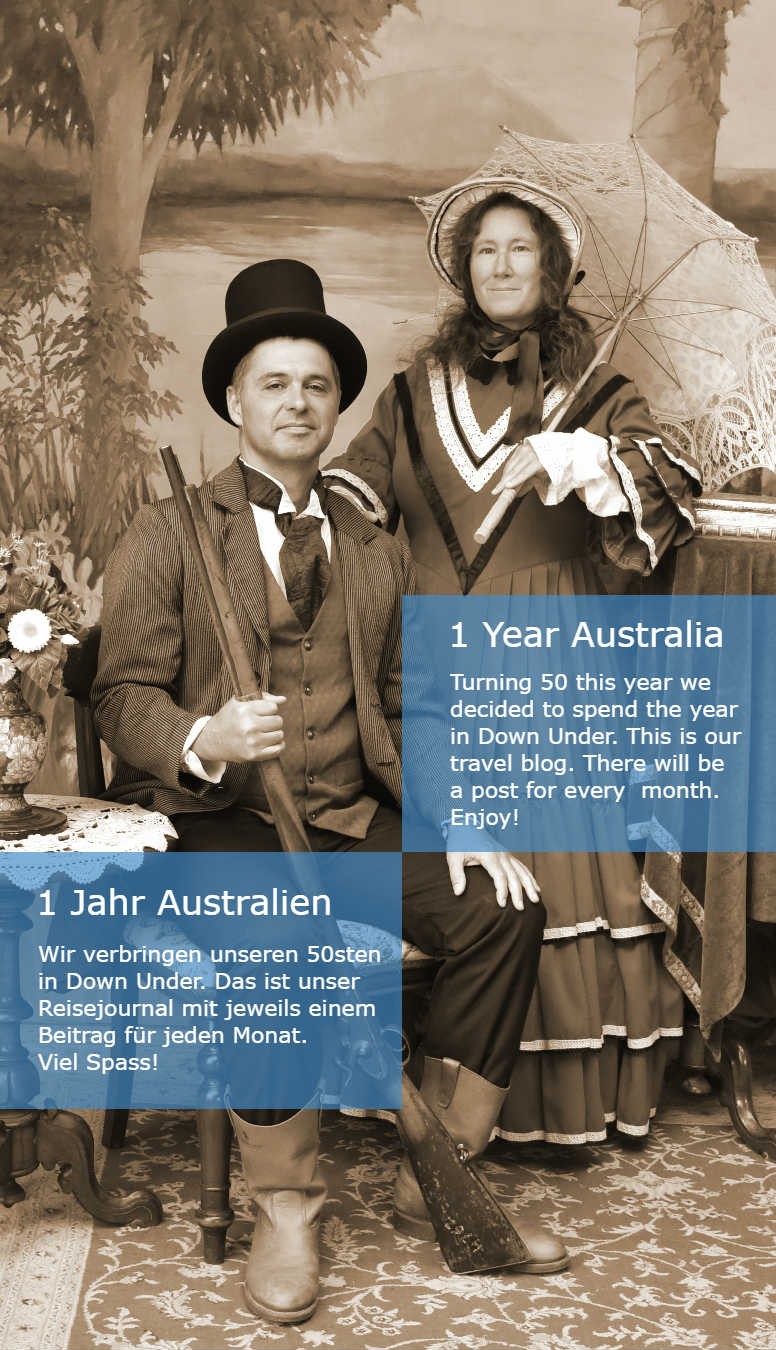 1 Year Australia
Turning 50 this year we
decided to spend the year
in Down Under. This is our
travel blog. There will be
a post for every  month.
Enjoy!
1 Jahr Australien
Wir verbringen unseren 50sten
in Down Under. Das ist unser
Reisejournal mit jeweils einem
Beitrag für jeden Monat.
Viel Spass!